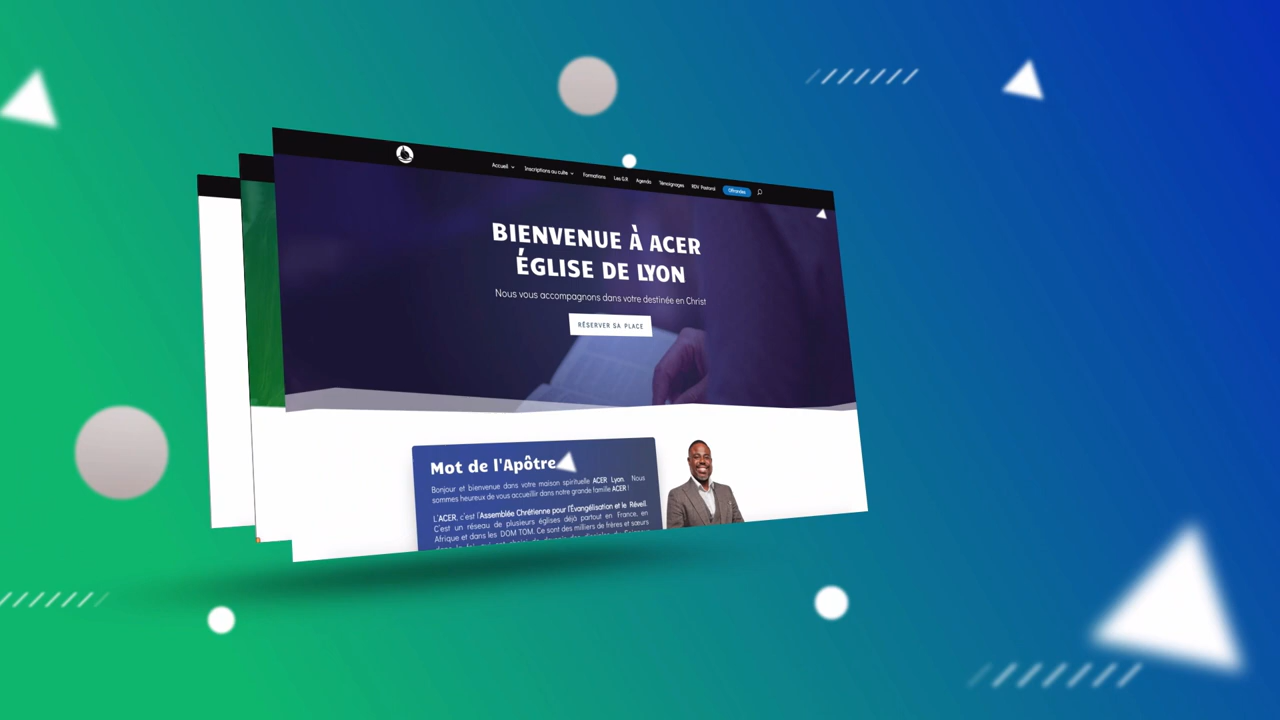 Accueil
Inscriptions au culte
Formations
Les G.R
Agenda
Témoignages
RDV Pastoral
Offrandes
BIENVENUE À ACER
ÉGLISE DE LYON
Nous vous accompagnons dans votre destinée en Christ
RÉSERVER SA PLACE
Mot de l'Apôtre
Bonjour et bienvenue dans votre maison spirituelle ACER Lyon. Nous
sommes heureux de vous accueillir dans notre grande famille ACER !
L'ACER, c'est l'Assemblée Chrétienne pour l'Évangélisation et le Réveil.
C'est un réseau de plusieurs églises déjà partout en France, en
Afrique et dans les DOM TOM. Ce sont des milliers de frères et sœurs